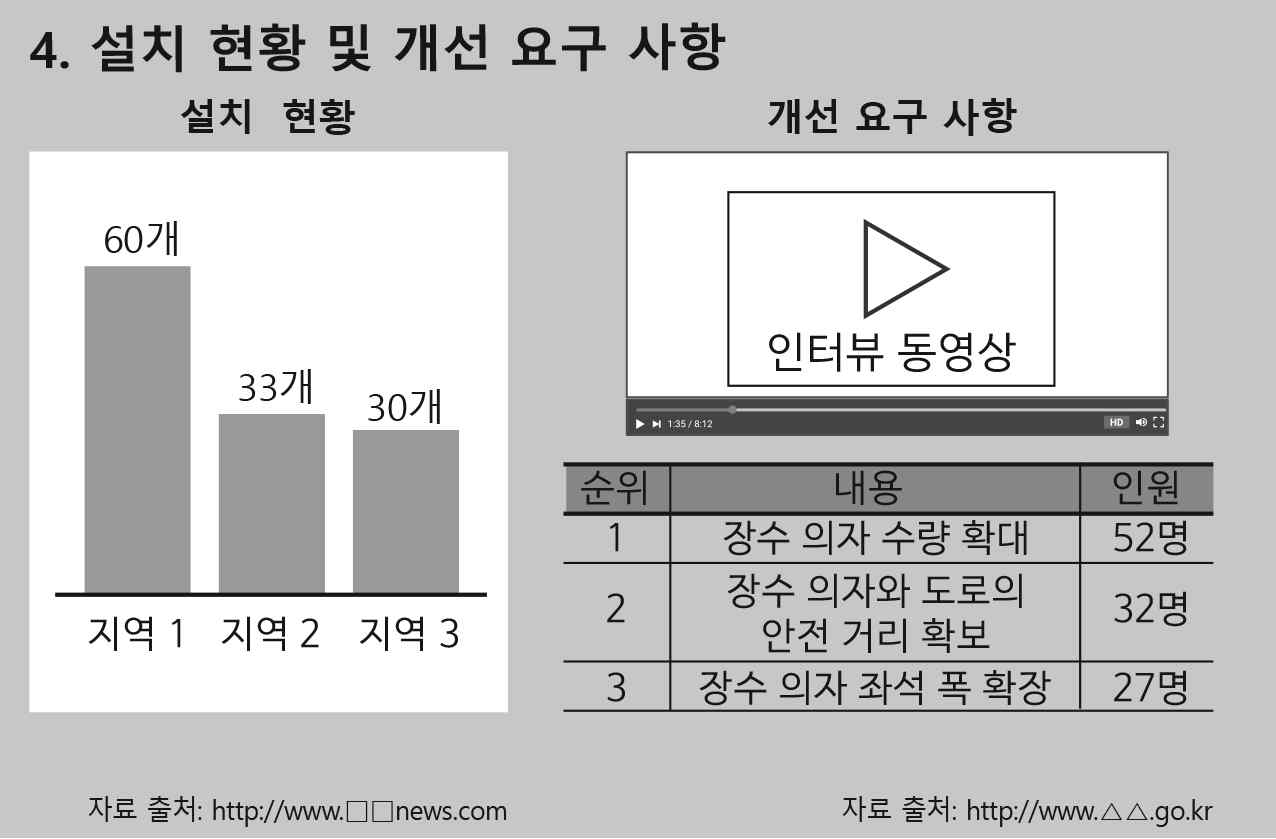 4. 설치 현황 및 개선 요구 사항
설치 현황
60개
33개
30개
지역 1 지역 2 지역 3
자료 출처: http://www.□□news.com
개선 요구 사항
인터뷰 동영상
1:35 / 8:12 HD
순위 내용 인원
1 장수 의자 수량 확대 52명
2 장수 의자와 도로의 안전 거리 확보 32명
3 장수 의자 좌석 폭 확장 27명
자료 출처: http://www.△△.go.kr